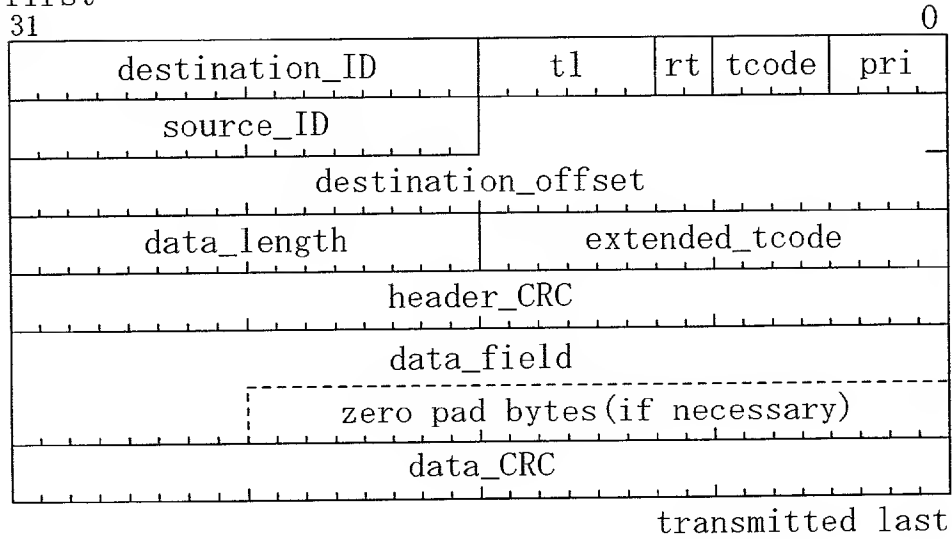 first
31 0
destination_ID tl rt tcode pri
source_ID
destination_offset
data_length extended_tcode
header_CRC
data_field
zero pad bytes(if necessary)
data_CRC
transmitted last